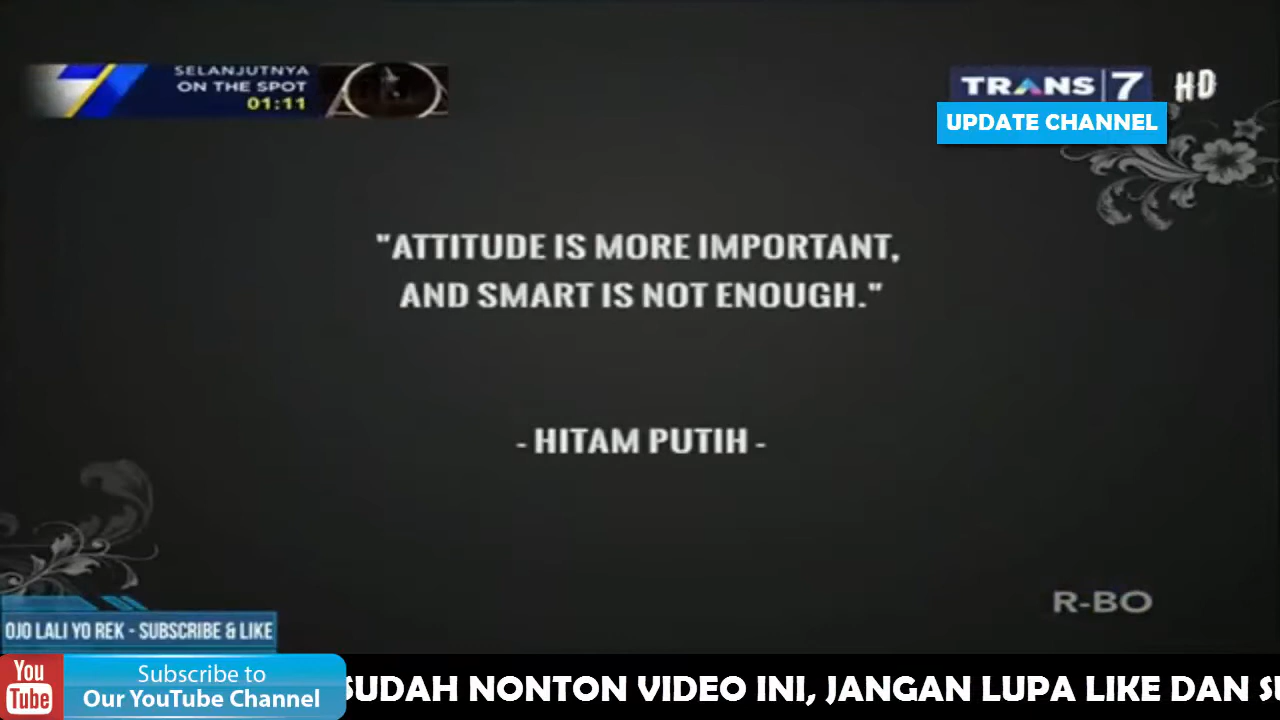 SELANJUTNYA
ON THE SPOT
01:11
TRANS|7 HD
UPDATE CHANNEL
"ATTITUDE IS MORE IMPORTANT,
AND SMART IS NOT ENOUGH."
- HITAM PUTIH -
R-BO
OJO LALI YO REK - SUBSCRIBE & LIKE
You
Tube
Subscribe to
Our YouTube Channel
SUDAH NONTON VIDEO INI, JANGAN LUPA LIKE DAN